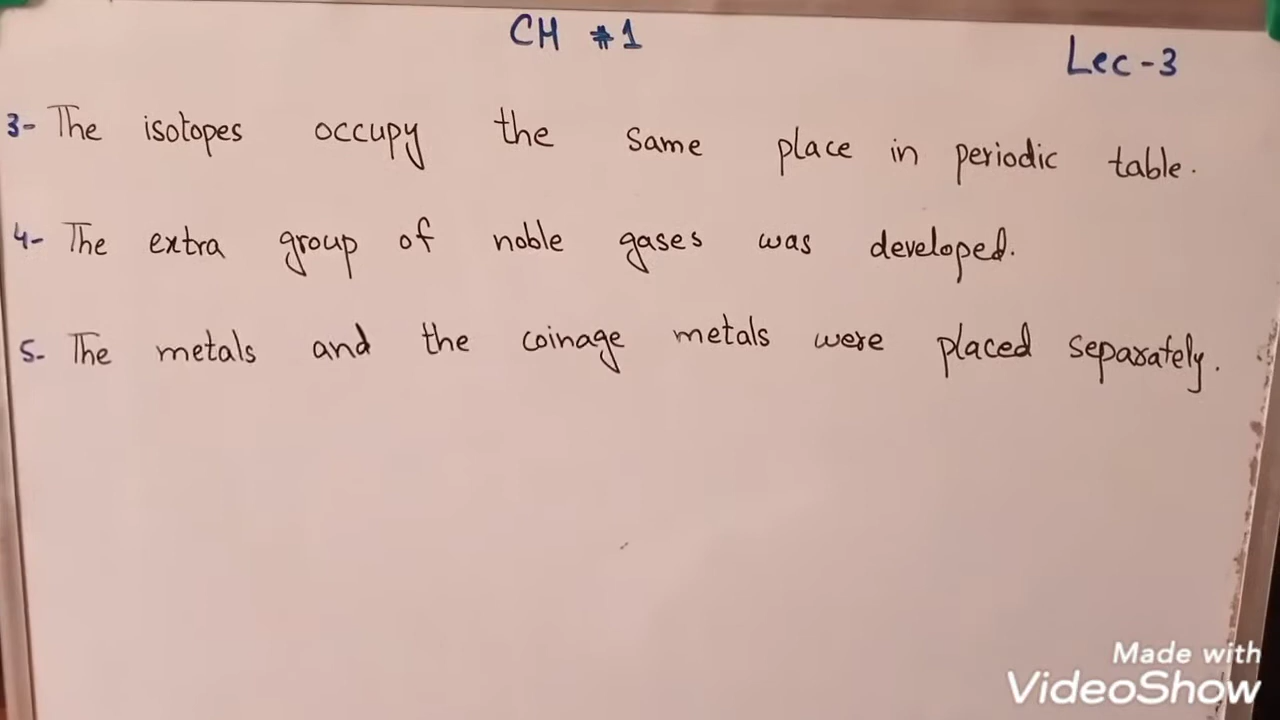 CH #1
Lec-3
3- The isotopes occupy the same place in periodic table.
4- The extra group of noble gases was developed.
5- The metals and the coinage metals were placed separately.
Made with
VideoShow